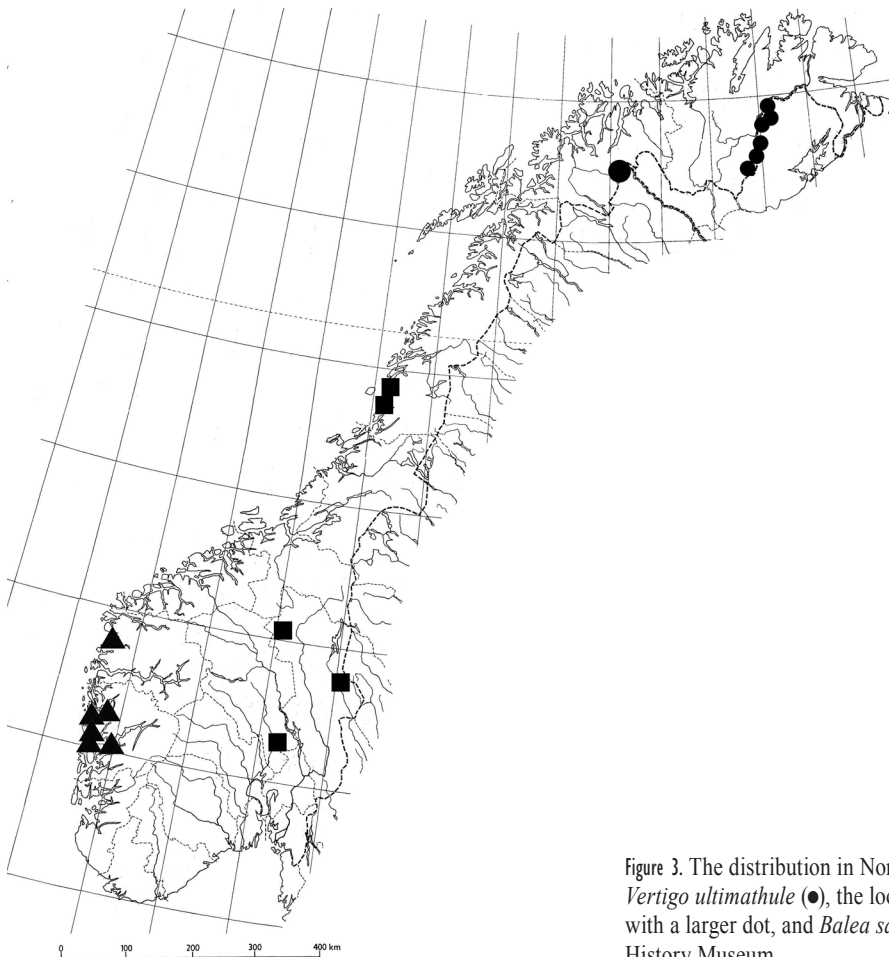 0 100 200 300 400 km
Figure 3. The distribution in Nor
Vertigo ultimathule (●), the loc
with a larger dot, and Balea sa
History Museum